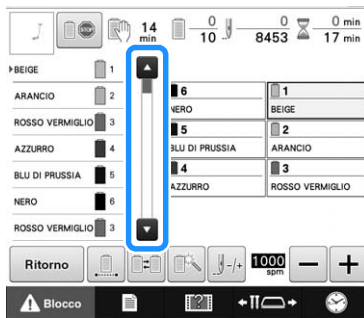 14 min
0 / 10
0 / 8453
0 min / 17 min
BEIGE 1
ARANCIO 2
ROSSO VERMIGLIO 3
AZZURRO 4
BLU DI PRUSSIA 5
NERO 6
ROSSO VERMIGLIO 3
6 NERO
1 BEIGE
5 BLU DI PRUSSIA
2 ARANCIO
4 AZZURRO
3 ROSSO VERMIGLIO
Ritorno -/+ 1000 spm − +
Blocco